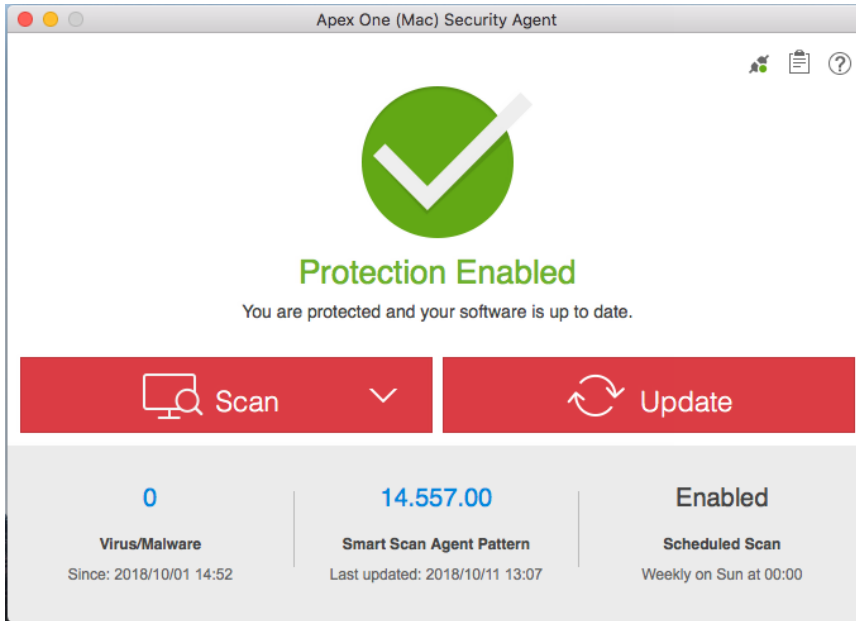 Apex One (Mac) Security Agent
Protection Enabled
You are protected and your software is up to date.
Scan
Update
0
Virus/Malware
Since: 2018/10/01 14:52
14.557.00
Smart Scan Agent Pattern
Last updated: 2018/10/11 13:07
Enabled
Scheduled Scan
Weekly on Sun at 00:00